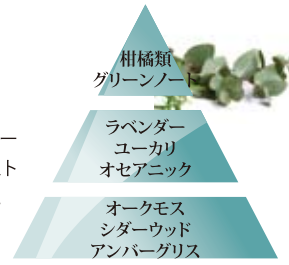 柑橘類
グリーンノート
ラベンダー
ユーカリ
オセアニック
ー
ト
オークモス
シダーウッド
アンバーグリス